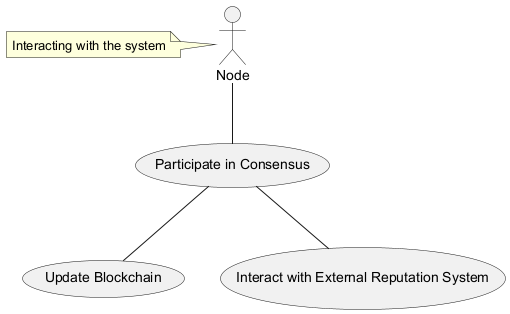 Interacting with the system
Node
Participate in Consensus
Update Blockchain
Interact with External Reputation System